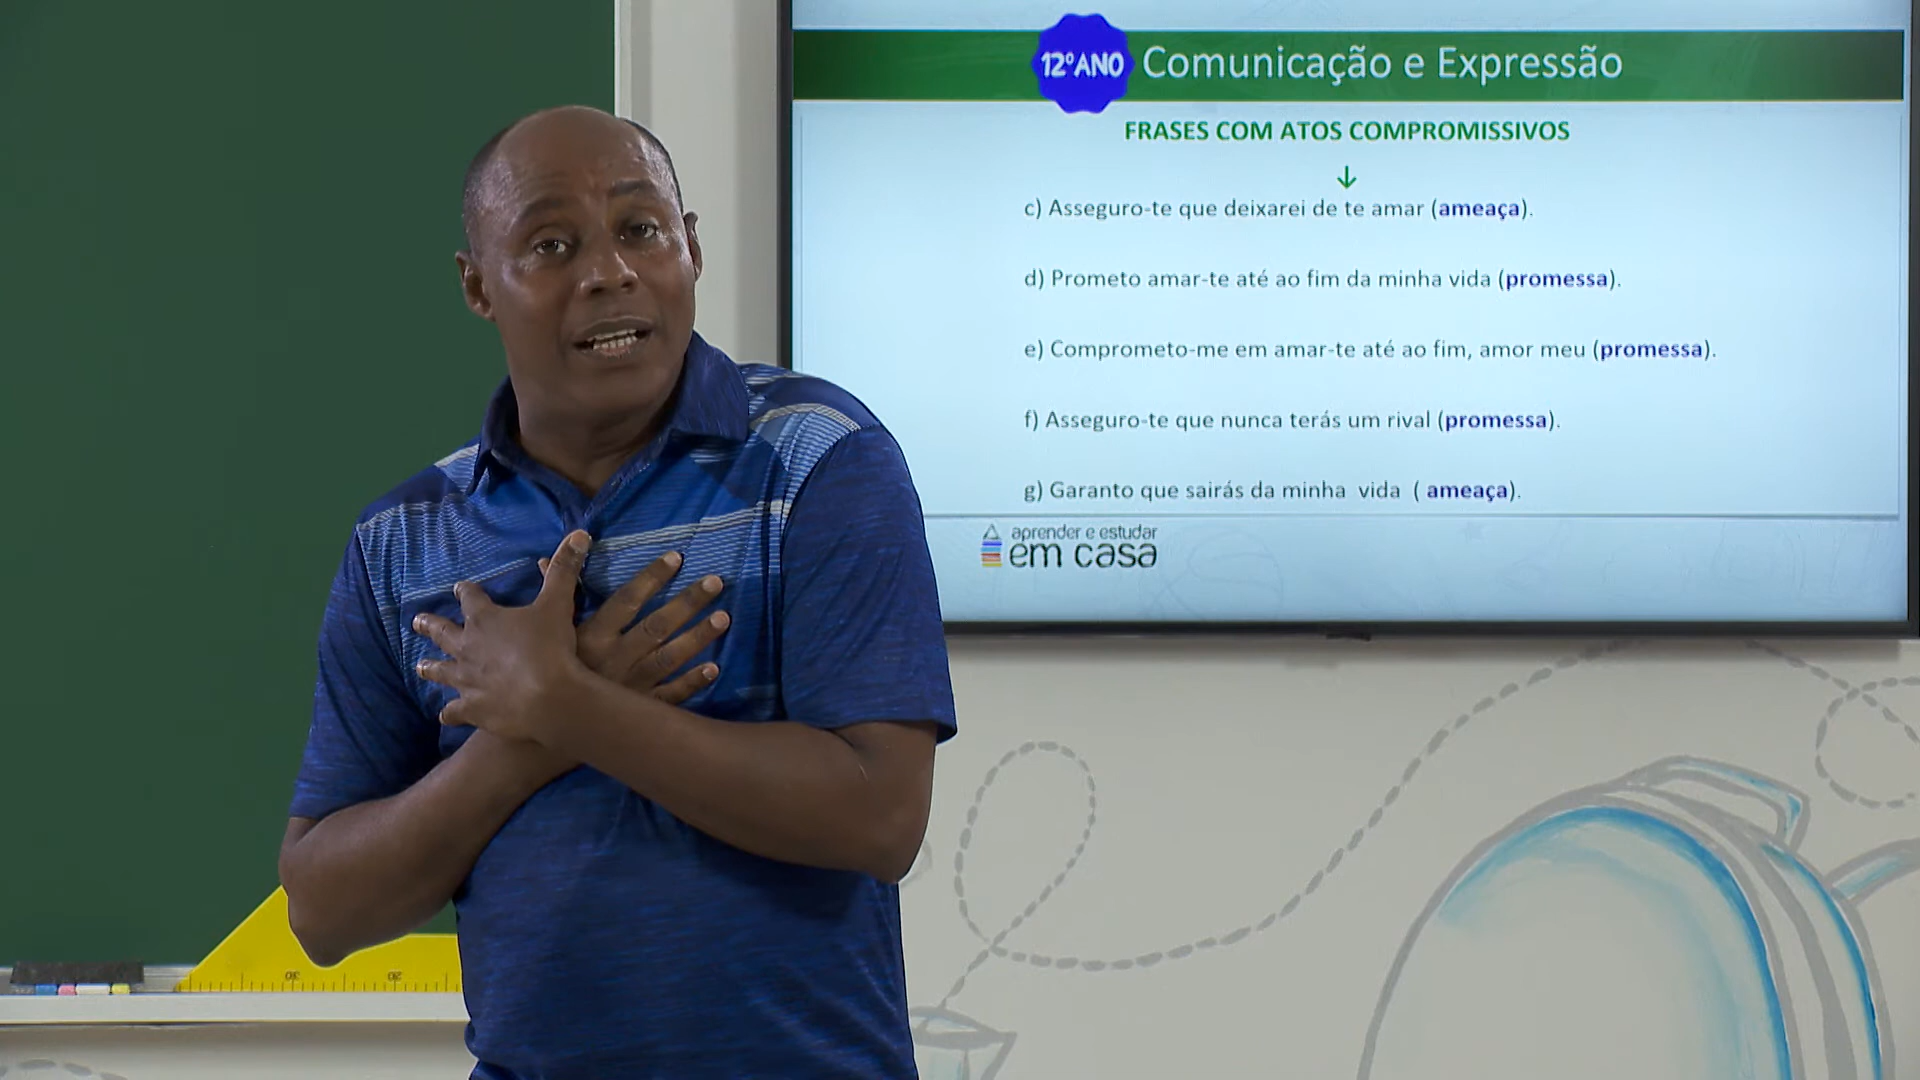 12ºANO Comunicação e Expressão
FRASES COM ATOS COMPROMISSIVOS
c) Asseguro-te que deixarei de te amar (ameaça).
d) Prometo amar-te até ao fim da minha vida (promessa).
e) Comprometo-me em amar-te até ao fim, amor meu (promessa).
f) Asseguro-te que nunca terás um rival (promessa).
g) Garanto que sairás da minha vida ( ameaça).
aprender e estudar
em casa
30 20